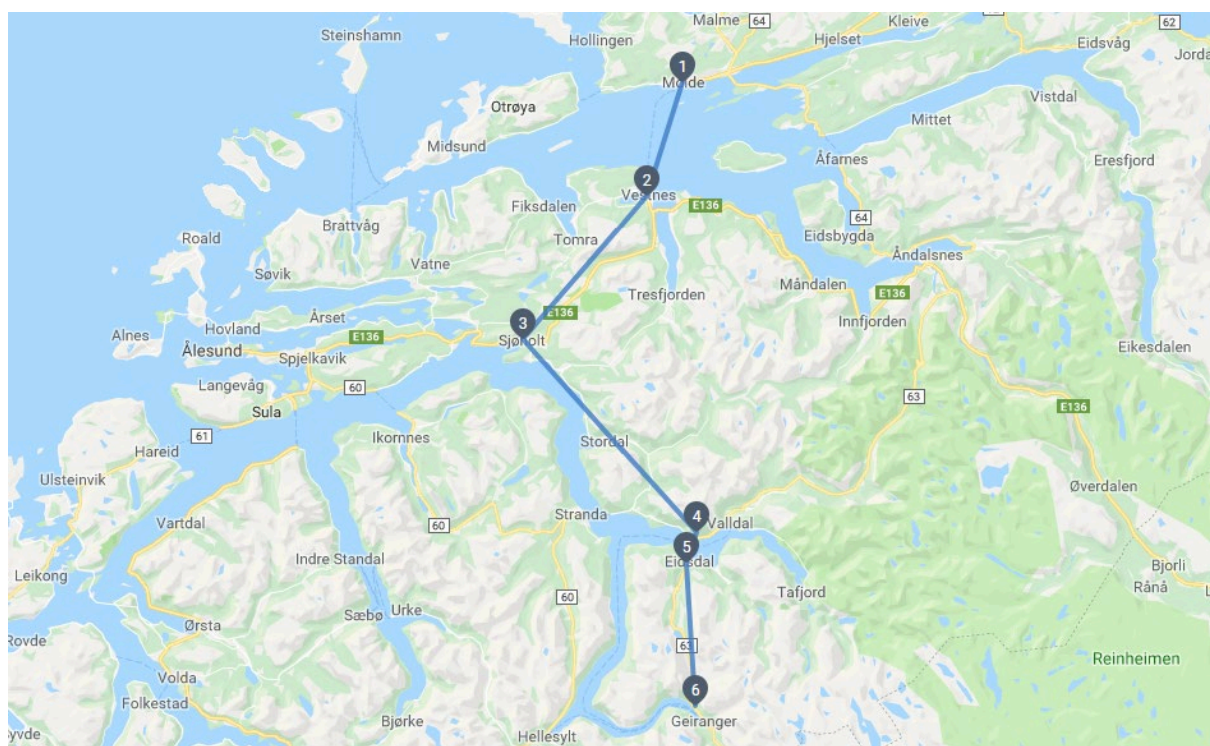 Steinshamn
Malme
64
Kleive
62
Hollingen
Hjelset
Eidsvåg
1
Molde
Otrøya
Vistdal
Midsund
Mittet
Åfarnes
Eresfjord
2
Vestnes
Fiksdalen
E136
Brattvåg
64
Roald
Tomra
Eidsbygda
Åndalsnes
Søvik
Vatne
Tresfjorden
Måndalen
E136
3
E136
Innfjorden
Alnes
Hovland
Årset
E136
Sjøholt
Eikesdalen
Ålesund
Spjelkavik
Langevåg
60
63
Sula
E136
61
Ikornnes
Stordal
Hareid
Ulsteinvik
Øverdalen
4
Stranda
Valldal
Vartdal
60
5
Eidsdal
Indre Standal
Bjorli
Leikong
Rånå
60
Tafjord
Sæbø
Urke
Ørsta
Rovde
63
Reinheimen
Volda
6
Folkestad
Bjørke
Geiranger
Hellesylt